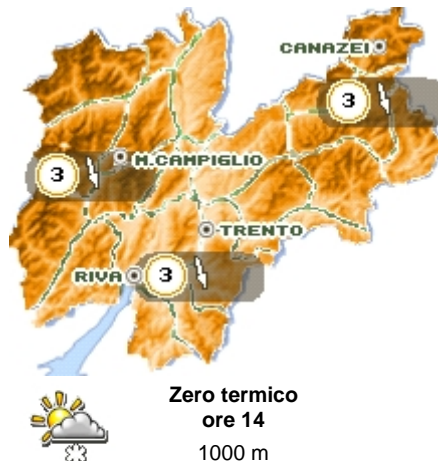 CANAZEI
3
M.CAMPIGLIO
3
TRENTO
RIVA
3
Zero termico
ore 14
1000 m